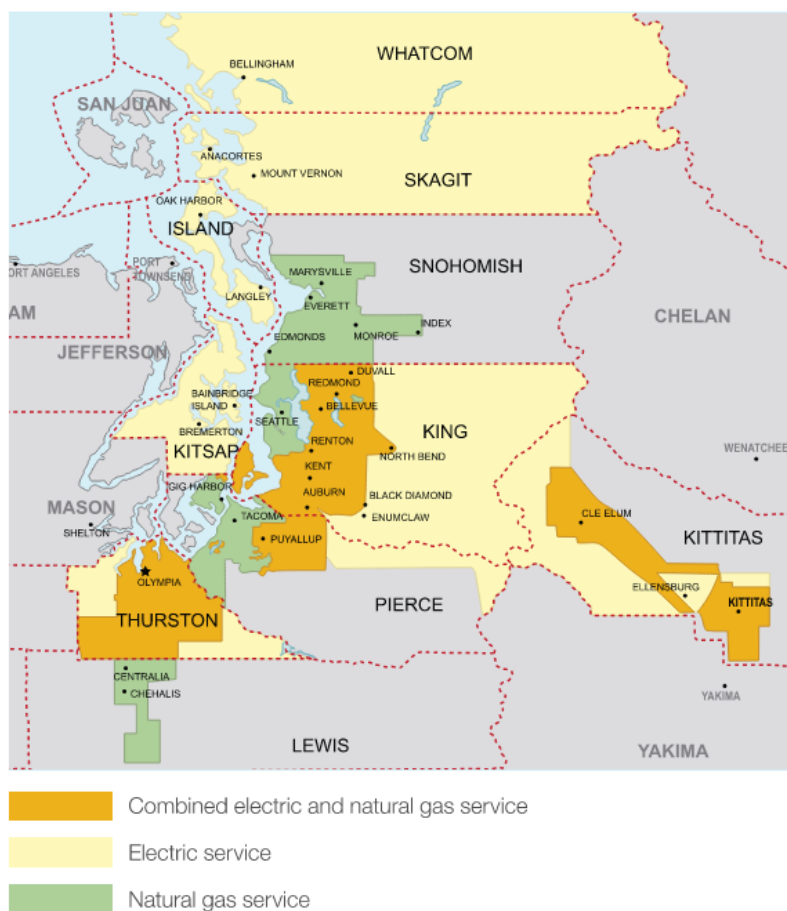 WHATCOM
BELLINGHAM
SAN JUAN
ANACORTES
MOUNT VERNON
SKAGIT
OAK HARBOR
ISLAND
PORT
TOWNSEND
ORT ANGELES
SNOHOMISH
MARYSVILLE
LANGLEY
EVERETT
AM
CHELAN
INDEX
MONROE
EDMONDS
JEFFERSON
DUVALL
REDMOND
BAINBRIDGE
ISLAND
BELLEVUE
SEATTLE
BREMERTON
KING
RENTON
KITSAP
NORTH BEND
WENATCHEE
KENT
GIG HARBOR
AUBURN
BLACK DIAMOND
MASON
ENUMCLAW
TACOMA
CLE ELUM
SHELTON
PUYALLUP
KITTITAS
OLYMPIA
ELLENSBURG
PIERCE
KITTITAS
THURSTON
CENTRALIA
CHEHALIS
YAKIMA
LEWIS
YAKIMA
Combined electric and natural gas service
Electric service
Natural gas service